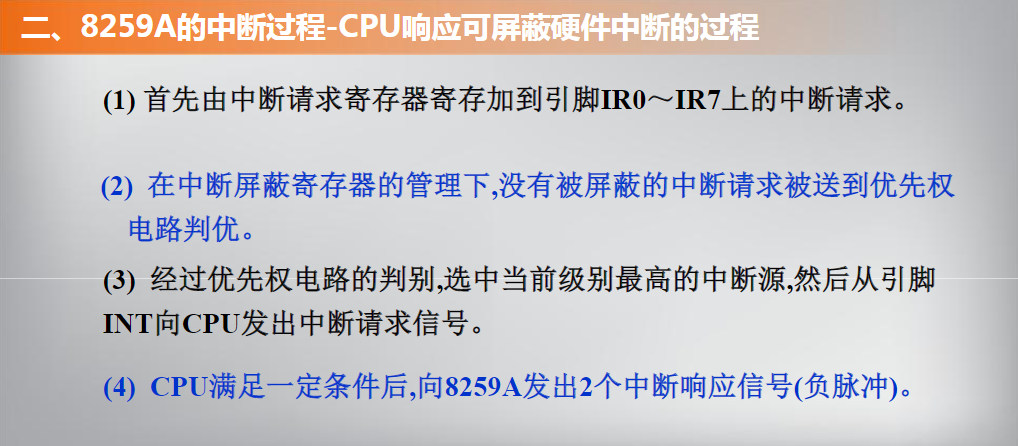 二、8259A的中断过程-CPU响应可屏蔽硬件中断的过程
(1) 首先由中断请求寄存器寄存加到引脚IR0～IR7上的中断请求。
(2) 在中断屏蔽寄存器的管理下,没有被屏蔽的中断请求被送到优先权
电路判优。
(3) 经过优先权电路的判别,选中当前级别最高的中断源,然后从引脚
INT向CPU发出中断请求信号。
(4) CPU满足一定条件后,向8259A发出2个中断响应信号(负脉冲)。